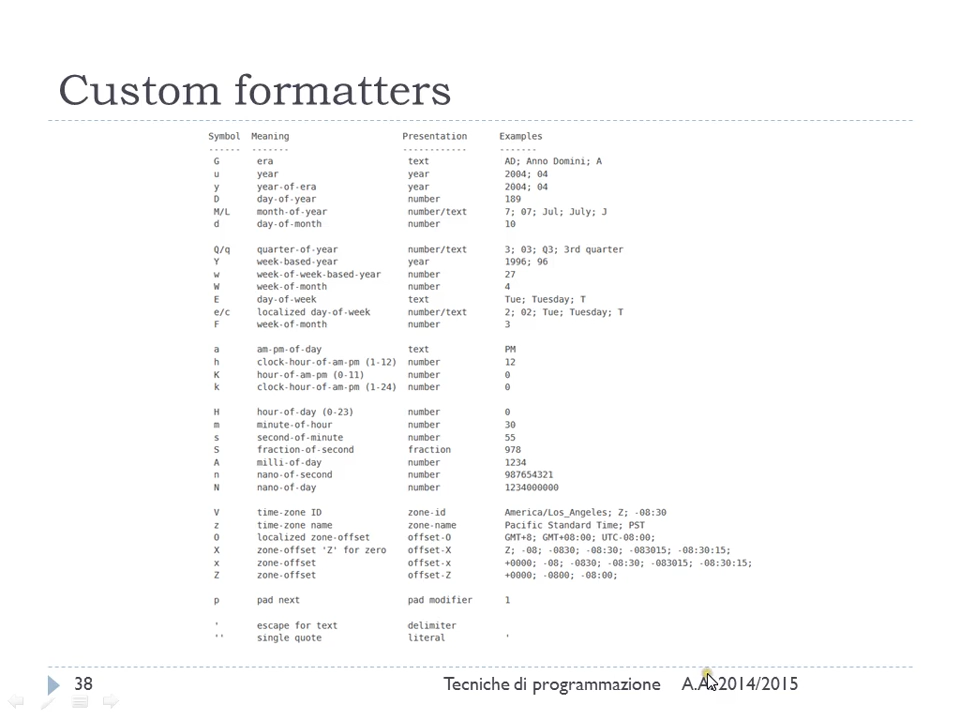 Custom formatters
Symbol Meaning Presentation Examples
------ ------- ------------ -------
G era text AD; Anno Domini; A
u year year 2004; 04
y year-of-era year 2004; 04
D day-of-year number 189
M/L month-of-year number/text 7; 07; Jul; July; J
d day-of-month number 10
Q/q quarter-of-year number/text 3; 03; Q3; 3rd quarter
Y week-based-year year 1996; 96
w week-of-week-based-year number 27
W week-of-month number 4
E day-of-week text Tue; Tuesday; T
e/c localized day-of-week number/text 2; 02; Tue; Tuesday; T
F week-of-month number 3
a am-pm-of-day text PM
h clock-hour-of-am-pm (1-12) number 12
K hour-of-am-pm (0-11) number 0
k clock-hour-of-am-pm (1-24) number 0
H hour-of-day (0-23) number 0
m minute-of-hour number 30
s second-of-minute number 55
S fraction-of-second fraction 978
A milli-of-day number 1234
n nano-of-second number 987654321
N nano-of-day number 1234000000
V time-zone ID zone-id America/Los_Angeles; Z; -08:30
z time-zone name zone-name Pacific Standard Time; PST
O localized zone-offset offset-O GMT+8; GMT+08:00; UTC-08:00;
X zone-offset 'Z' for zero offset-X Z; -08; -0830; -08:30; -083015; -08:30:15;
x zone-offset offset-x +0000; -08; -0830; -08:30; -083015; -08:30:15;
Z zone-offset offset-Z +0000; -0800; -08:00;
p pad next pad modifier 1
' escape for text delimiter
'' single quote literal '
38 Tecniche di programmazione A.A. 2014/2015